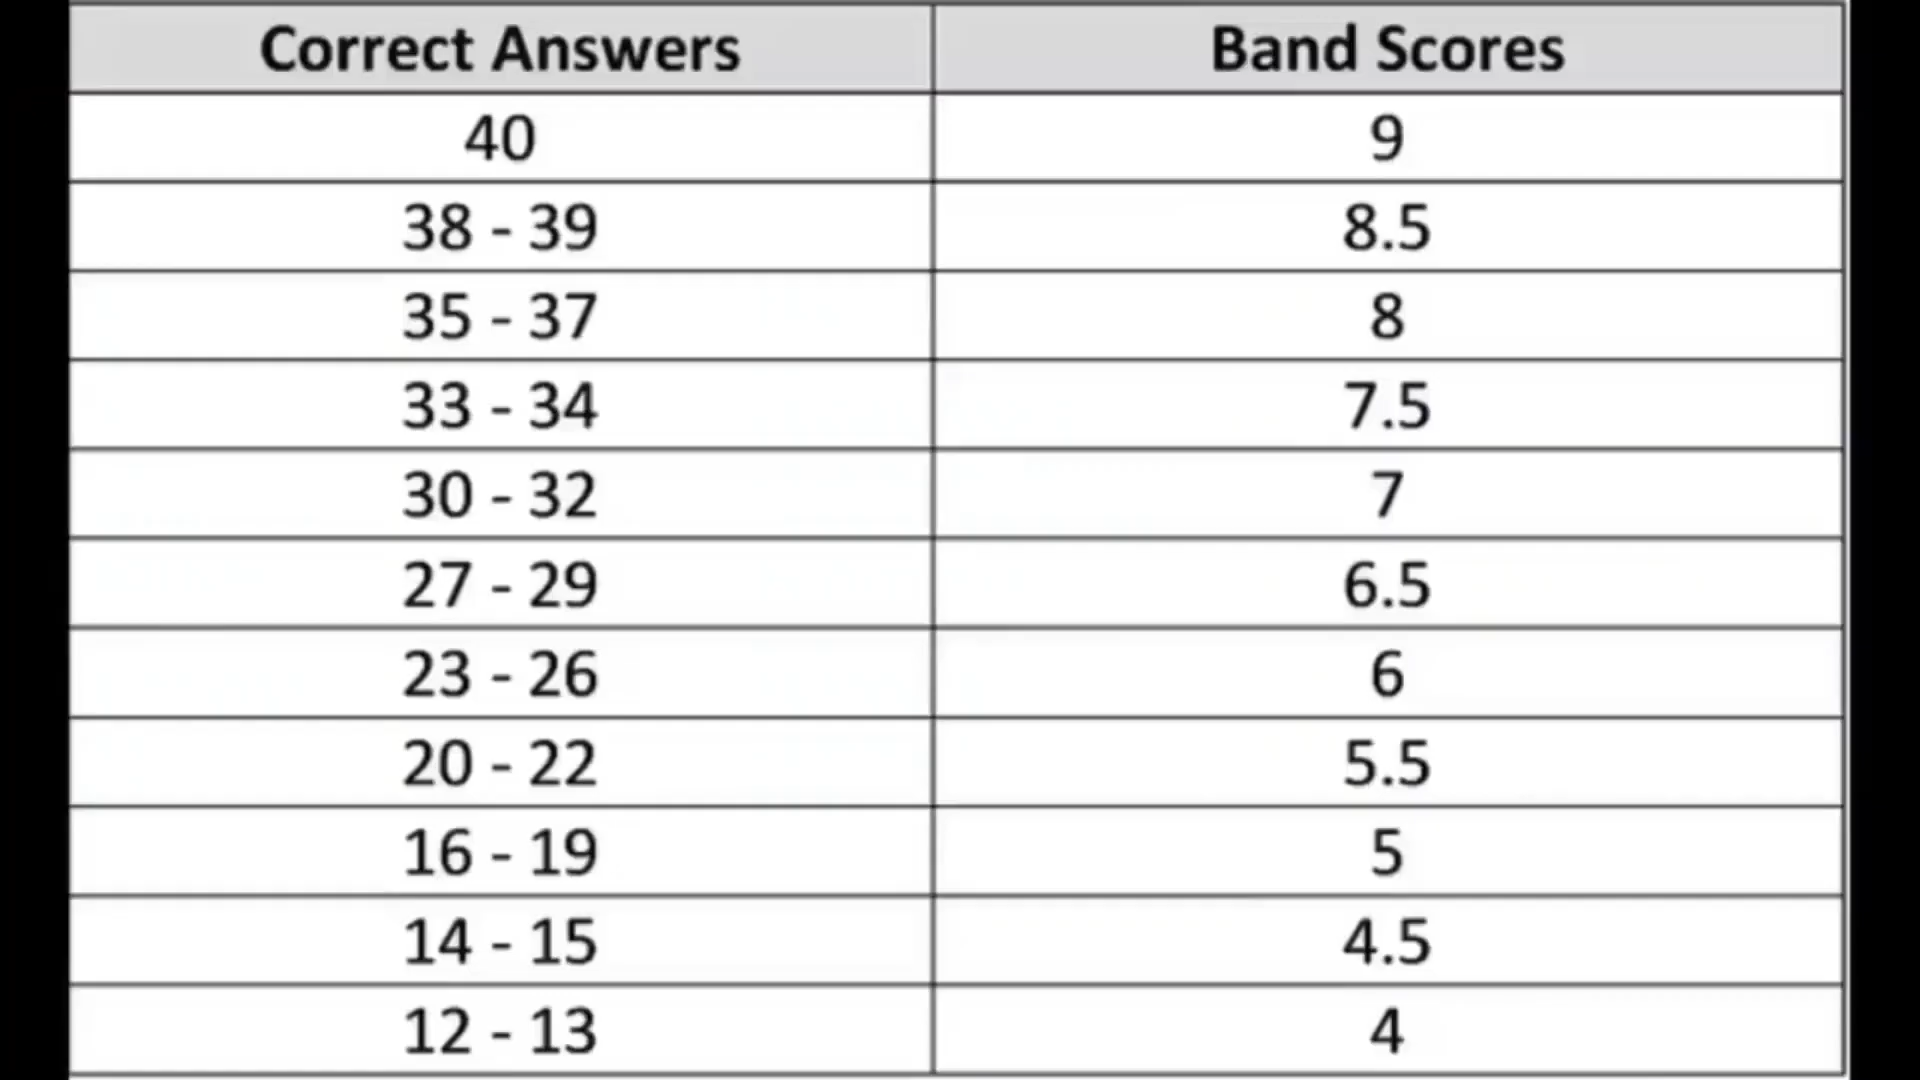 Correct Answers Band Scores
40 9
38 - 39 8.5
35 - 37 8
33 - 34 7.5
30 - 32 7
27 - 29 6.5
23 - 26 6
20 - 22 5.5
16 - 19 5
14 - 15 4.5
12 - 13 4